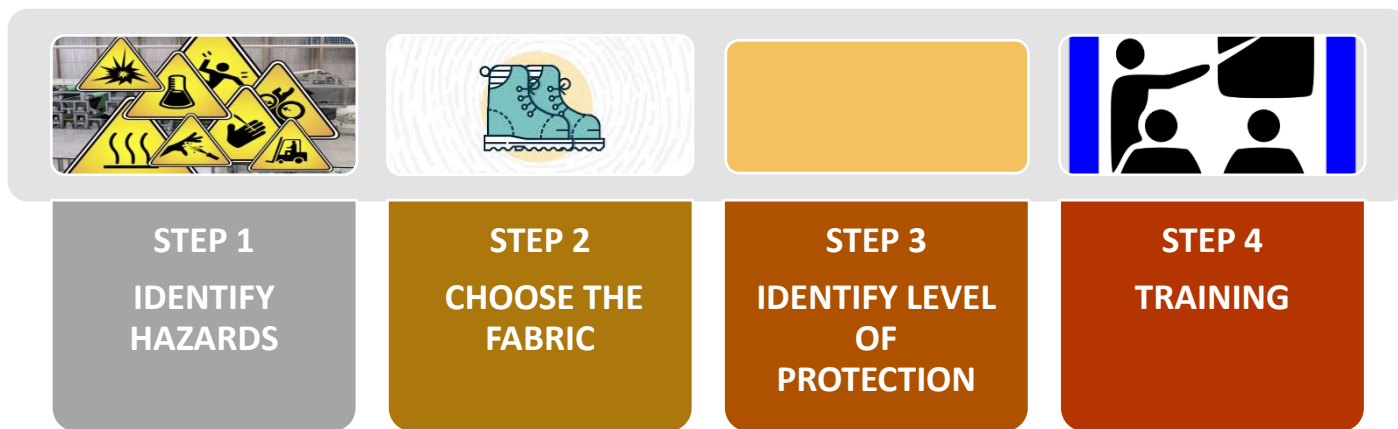 STEP 1
IDENTIFY
HAZARDS
STEP 2
CHOOSE THE
FABRIC
STEP 3
IDENTIFY LEVEL
OF
PROTECTION
STEP 4
TRAINING